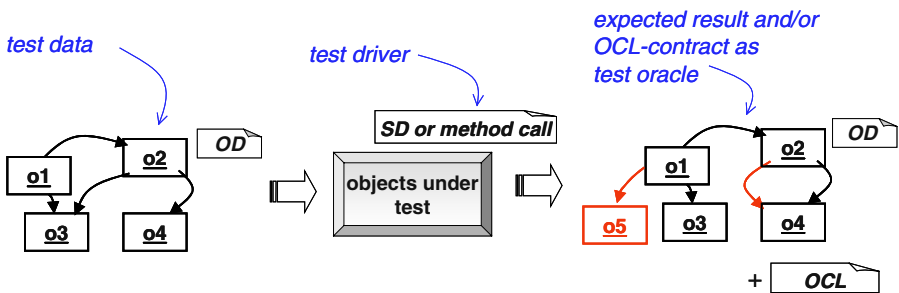 test data
test driver
expected result and/or
OCL-contract as
test oracle
SD or method call
OD
o1
o2
o3
o4
objects under
test
OD
o1
o2
o5
o3
o4
+ OCL